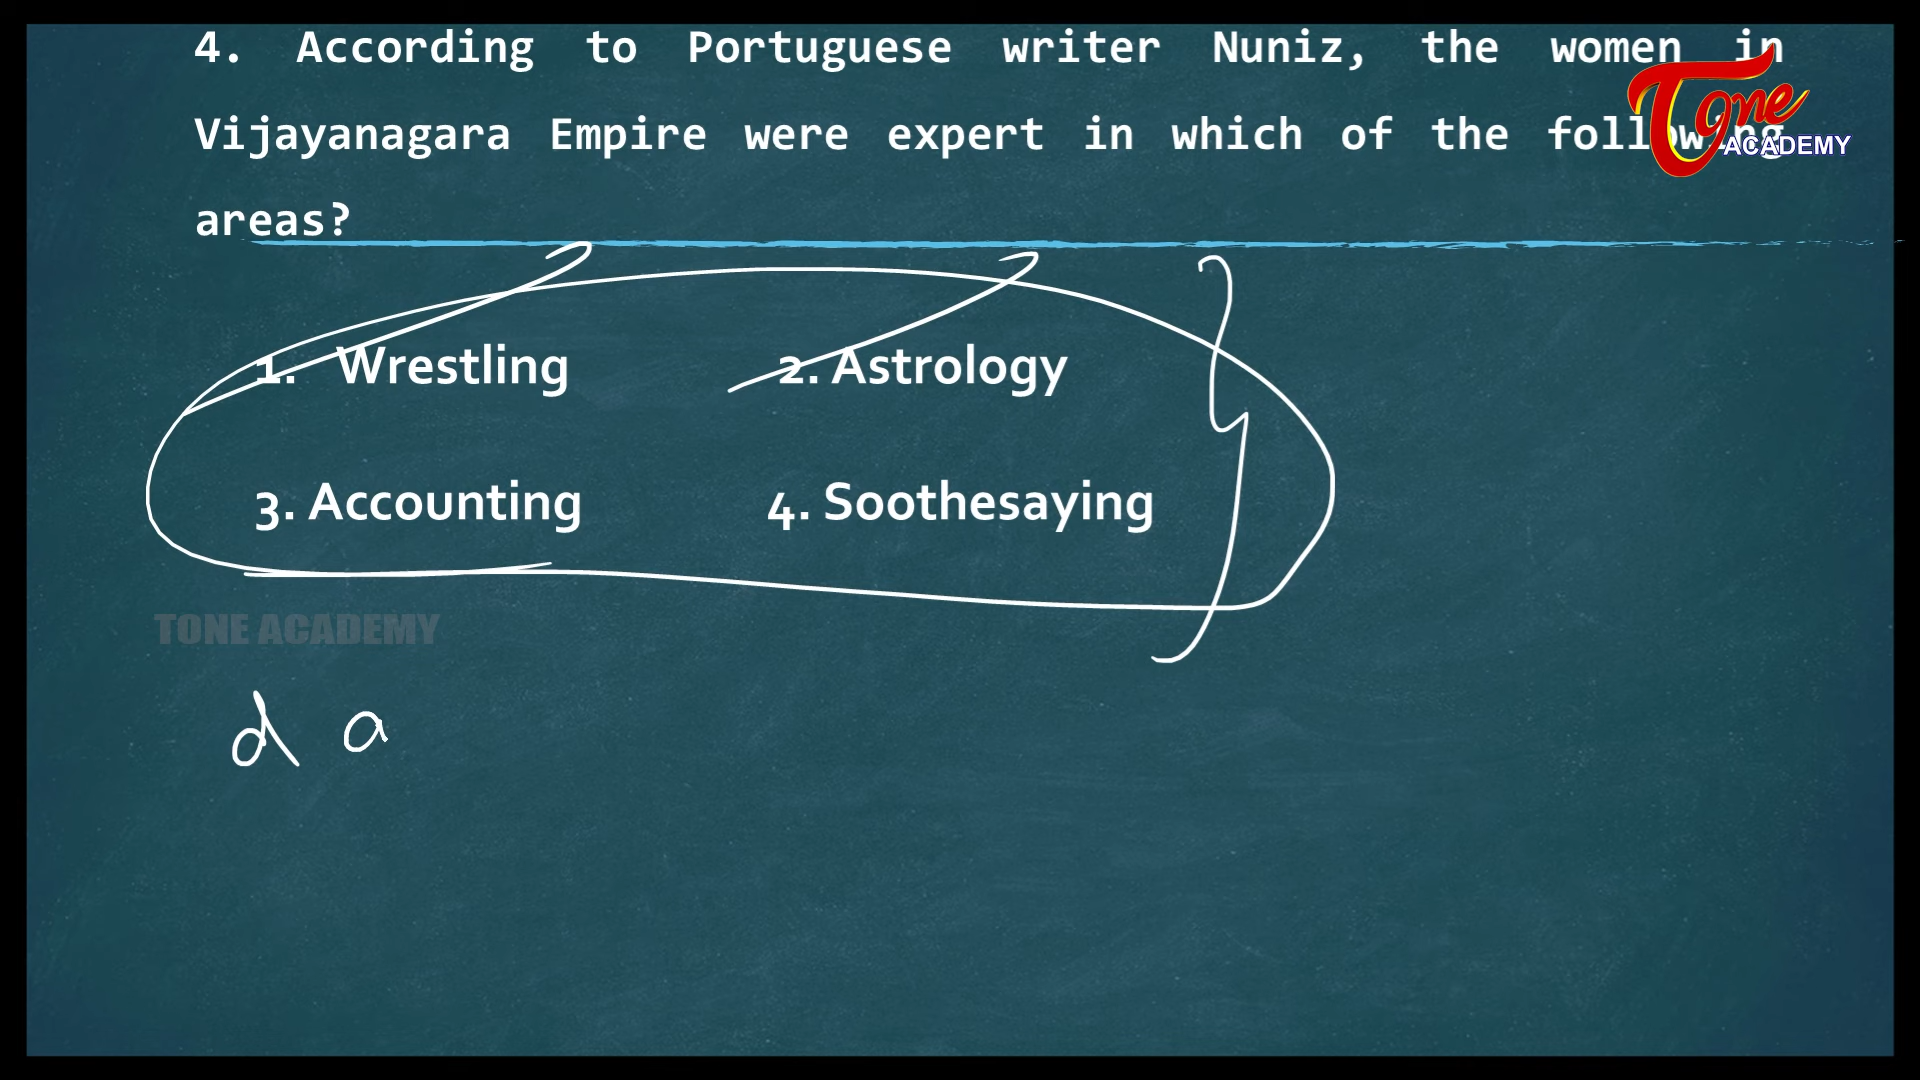 4. According to Portuguese writer Nuniz, the women in
Vijayanagara Empire were expert in which of the following
areas?
Tone
ACADEMY
1. Wrestling 2. Astrology
3. Accounting 4. Soothesaying
TONE ACADEMY
d a